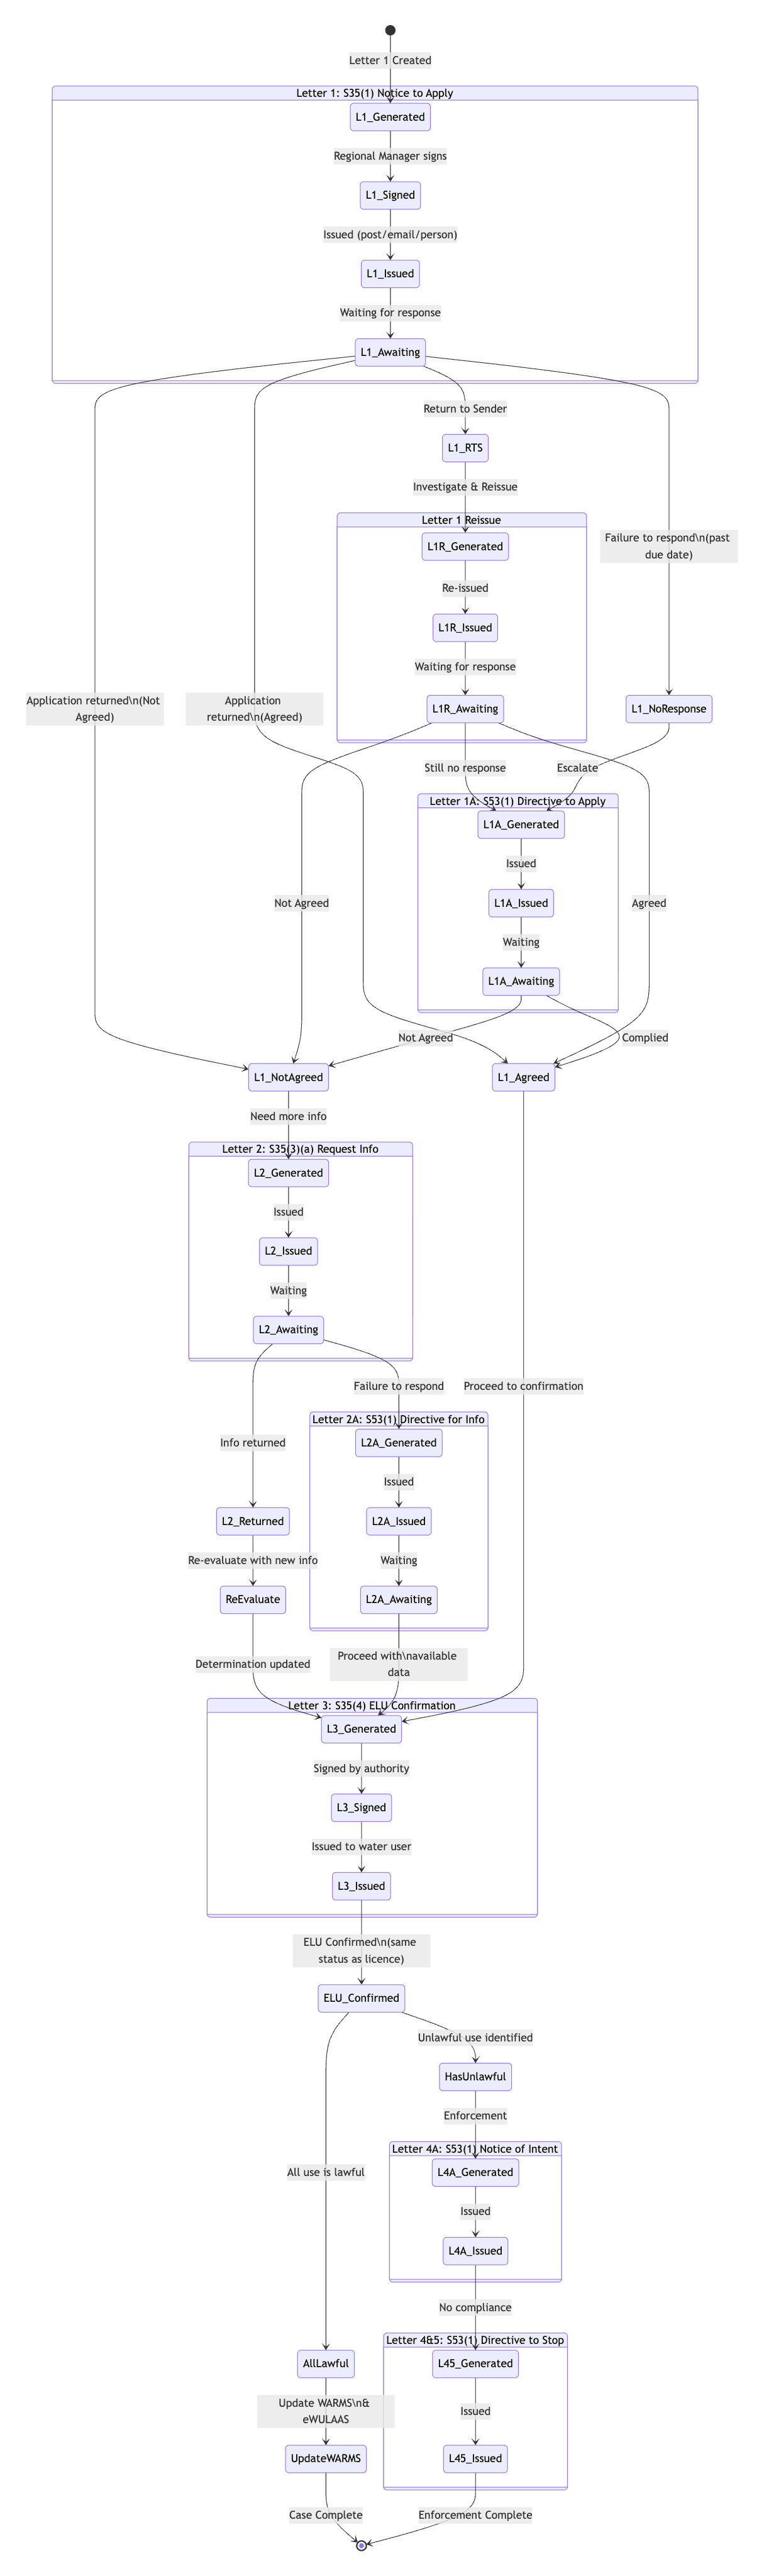 Letter 1 Created
Letter 1: S35(1) Notice to Apply
L1_Generated
Regional Manager signs
L1_Signed
Issued (post/email/person)
L1_Issued
Waiting for response
L1_Awaiting
Return to Sender
L1_RTS
Investigate & Reissue
Letter 1 Reissue
L1R_Generated
Failure to respond\n(past
due date)
Re-issued
L1R_Issued
Waiting for response
Application returned\n(Not
Agreed)
Application
returned\n(Agreed)
L1R_Awaiting
L1_NoResponse
Still no response
Escalate
Letter 1A: S53(1) Directive to Apply
L1A_Generated
Issued
Not Agreed
L1A_Issued
Agreed
Waiting
L1A_Awaiting
Not Agreed
Complied
L1_NotAgreed
L1_Agreed
Need more info
Letter 2: S35(3)(a) Request Info
L2_Generated
Issued
L2_Issued
Waiting
L2_Awaiting
Failure to respond
Proceed to confirmation
Letter 2A: S53(1) Directive for Info
Info returned
L2A_Generated
Issued
L2_Returned
L2A_Issued
Re-evaluate with new info
Waiting
ReEvaluate
L2A_Awaiting
Determination updated
Proceed with\navailable
data
Letter 3: S35(4) ELU Confirmation
L3_Generated
Signed by authority
L3_Signed
Issued to water user
L3_Issued
ELU Confirmed\n(same
status as licence)
ELU_Confirmed
Unlawful use identified
HasUnlawful
Enforcement
Letter 4A: S53(1) Notice of Intent
All use is lawful
L4A_Generated
Issued
L4A_Issued
No compliance
Letter 4&5: S53(1) Directive to Stop
AllLawful
L45_Generated
Update WARMS\n&
eWULAAS
Issued
UpdateWARMS
L45_Issued
Case Complete
Enforcement Complete